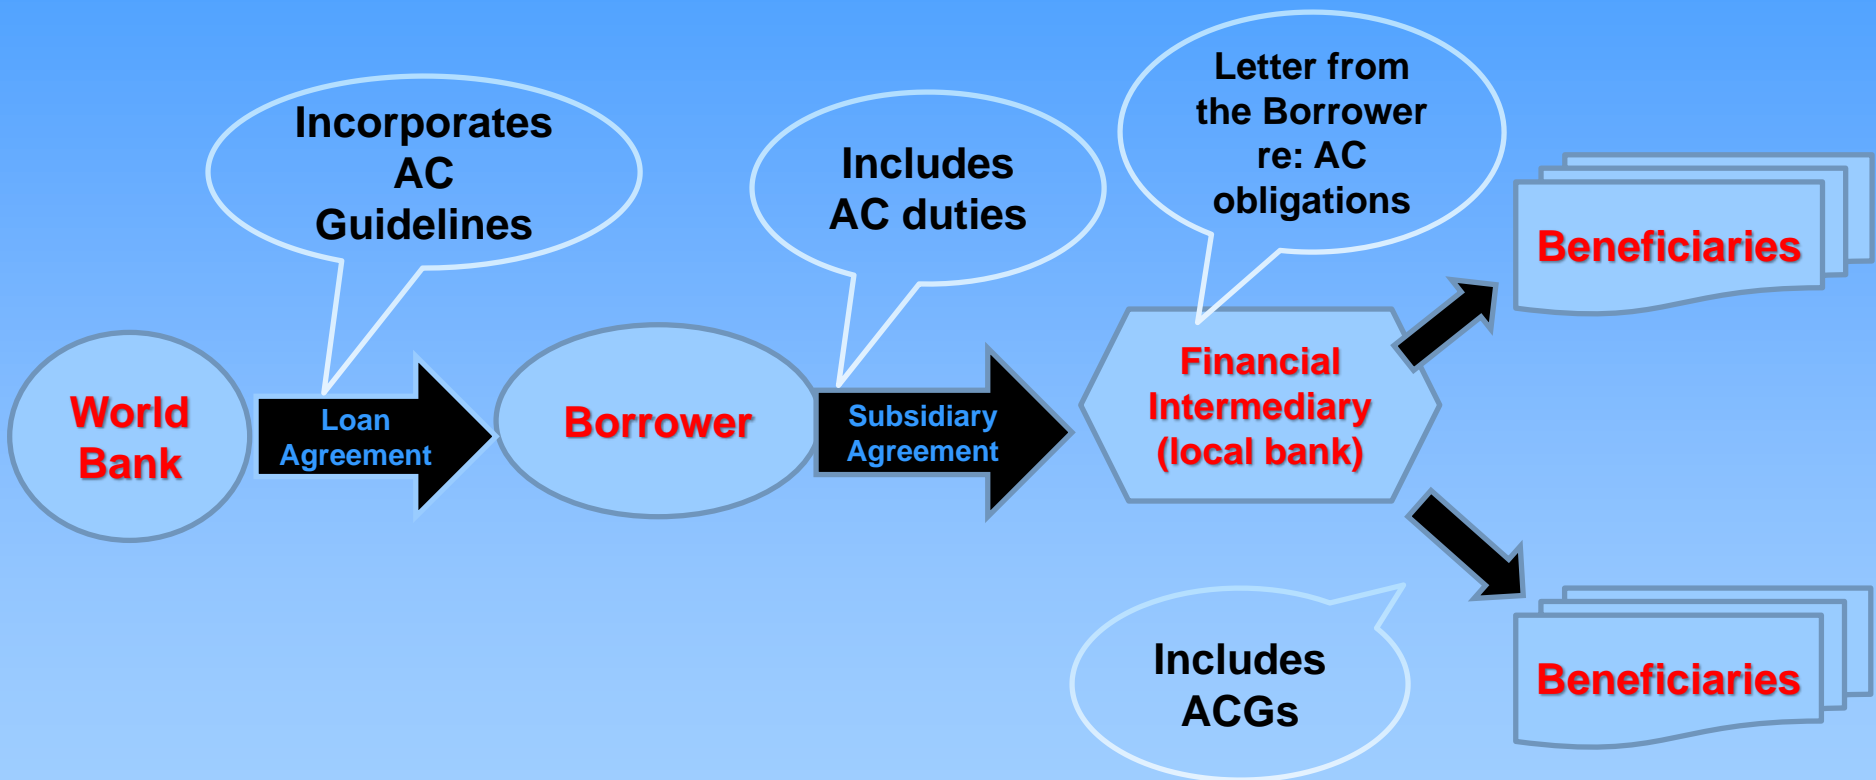 Incorporates
AC
Guidelines
Includes
AC duties
Letter from
the Borrower
re: AC
obligations
Beneficiaries
World
Bank
Loan
Agreement
Borrower
Subsidiary
Agreement
Financial
Intermediary
(local bank)
Includes
ACGs
Beneficiaries